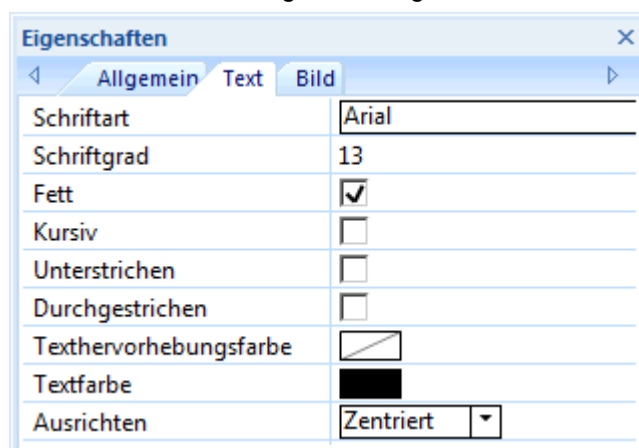 Eigenschaften
Allgemein Text Bild
Schriftart Arial
Schriftgrad 13
Fett
Kursiv
Unterstrichen
Durchgestrichen
Texthervorhebungsfarbe
Textfarbe
Ausrichten Zentriert